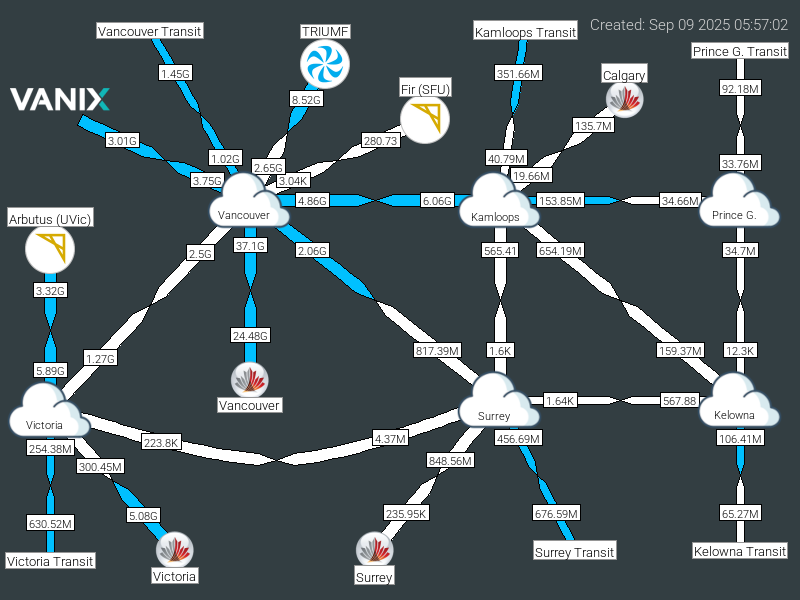 Created: Sep 09 2025 05:57:02
Vancouver Transit
TRIUMF
Kamloops Transit
Prince G. Transit
1.45G
8.52G
351.66M
Calgary
92.18M
Fir (SFU)
VANIX
3.01G
280.73
135.7M
1.02G
2.65G
40.79M
33.76M
3.75G
3.04K
19.66M
4.86G
6.06G
153.85M
34.66M
Vancouver
Kamloops
Prince G.
Arbutus (UVic)
2.5G
37.1G
2.06G
565.41
654.19M
34.7M
3.32G
24.48G
1.27G
817.39M
1.6K
159.37M
12.3K
5.89G
Vancouver
1.64K
567.88
Victoria
Surrey
Kelowna
254.38M
223.8K
4.37M
456.69M
106.41M
300.45M
848.56M
5.08G
235.95K
676.59M
65.27M
630.52M
Victoria Transit
Victoria
Surrey
Surrey Transit
Kelowna Transit